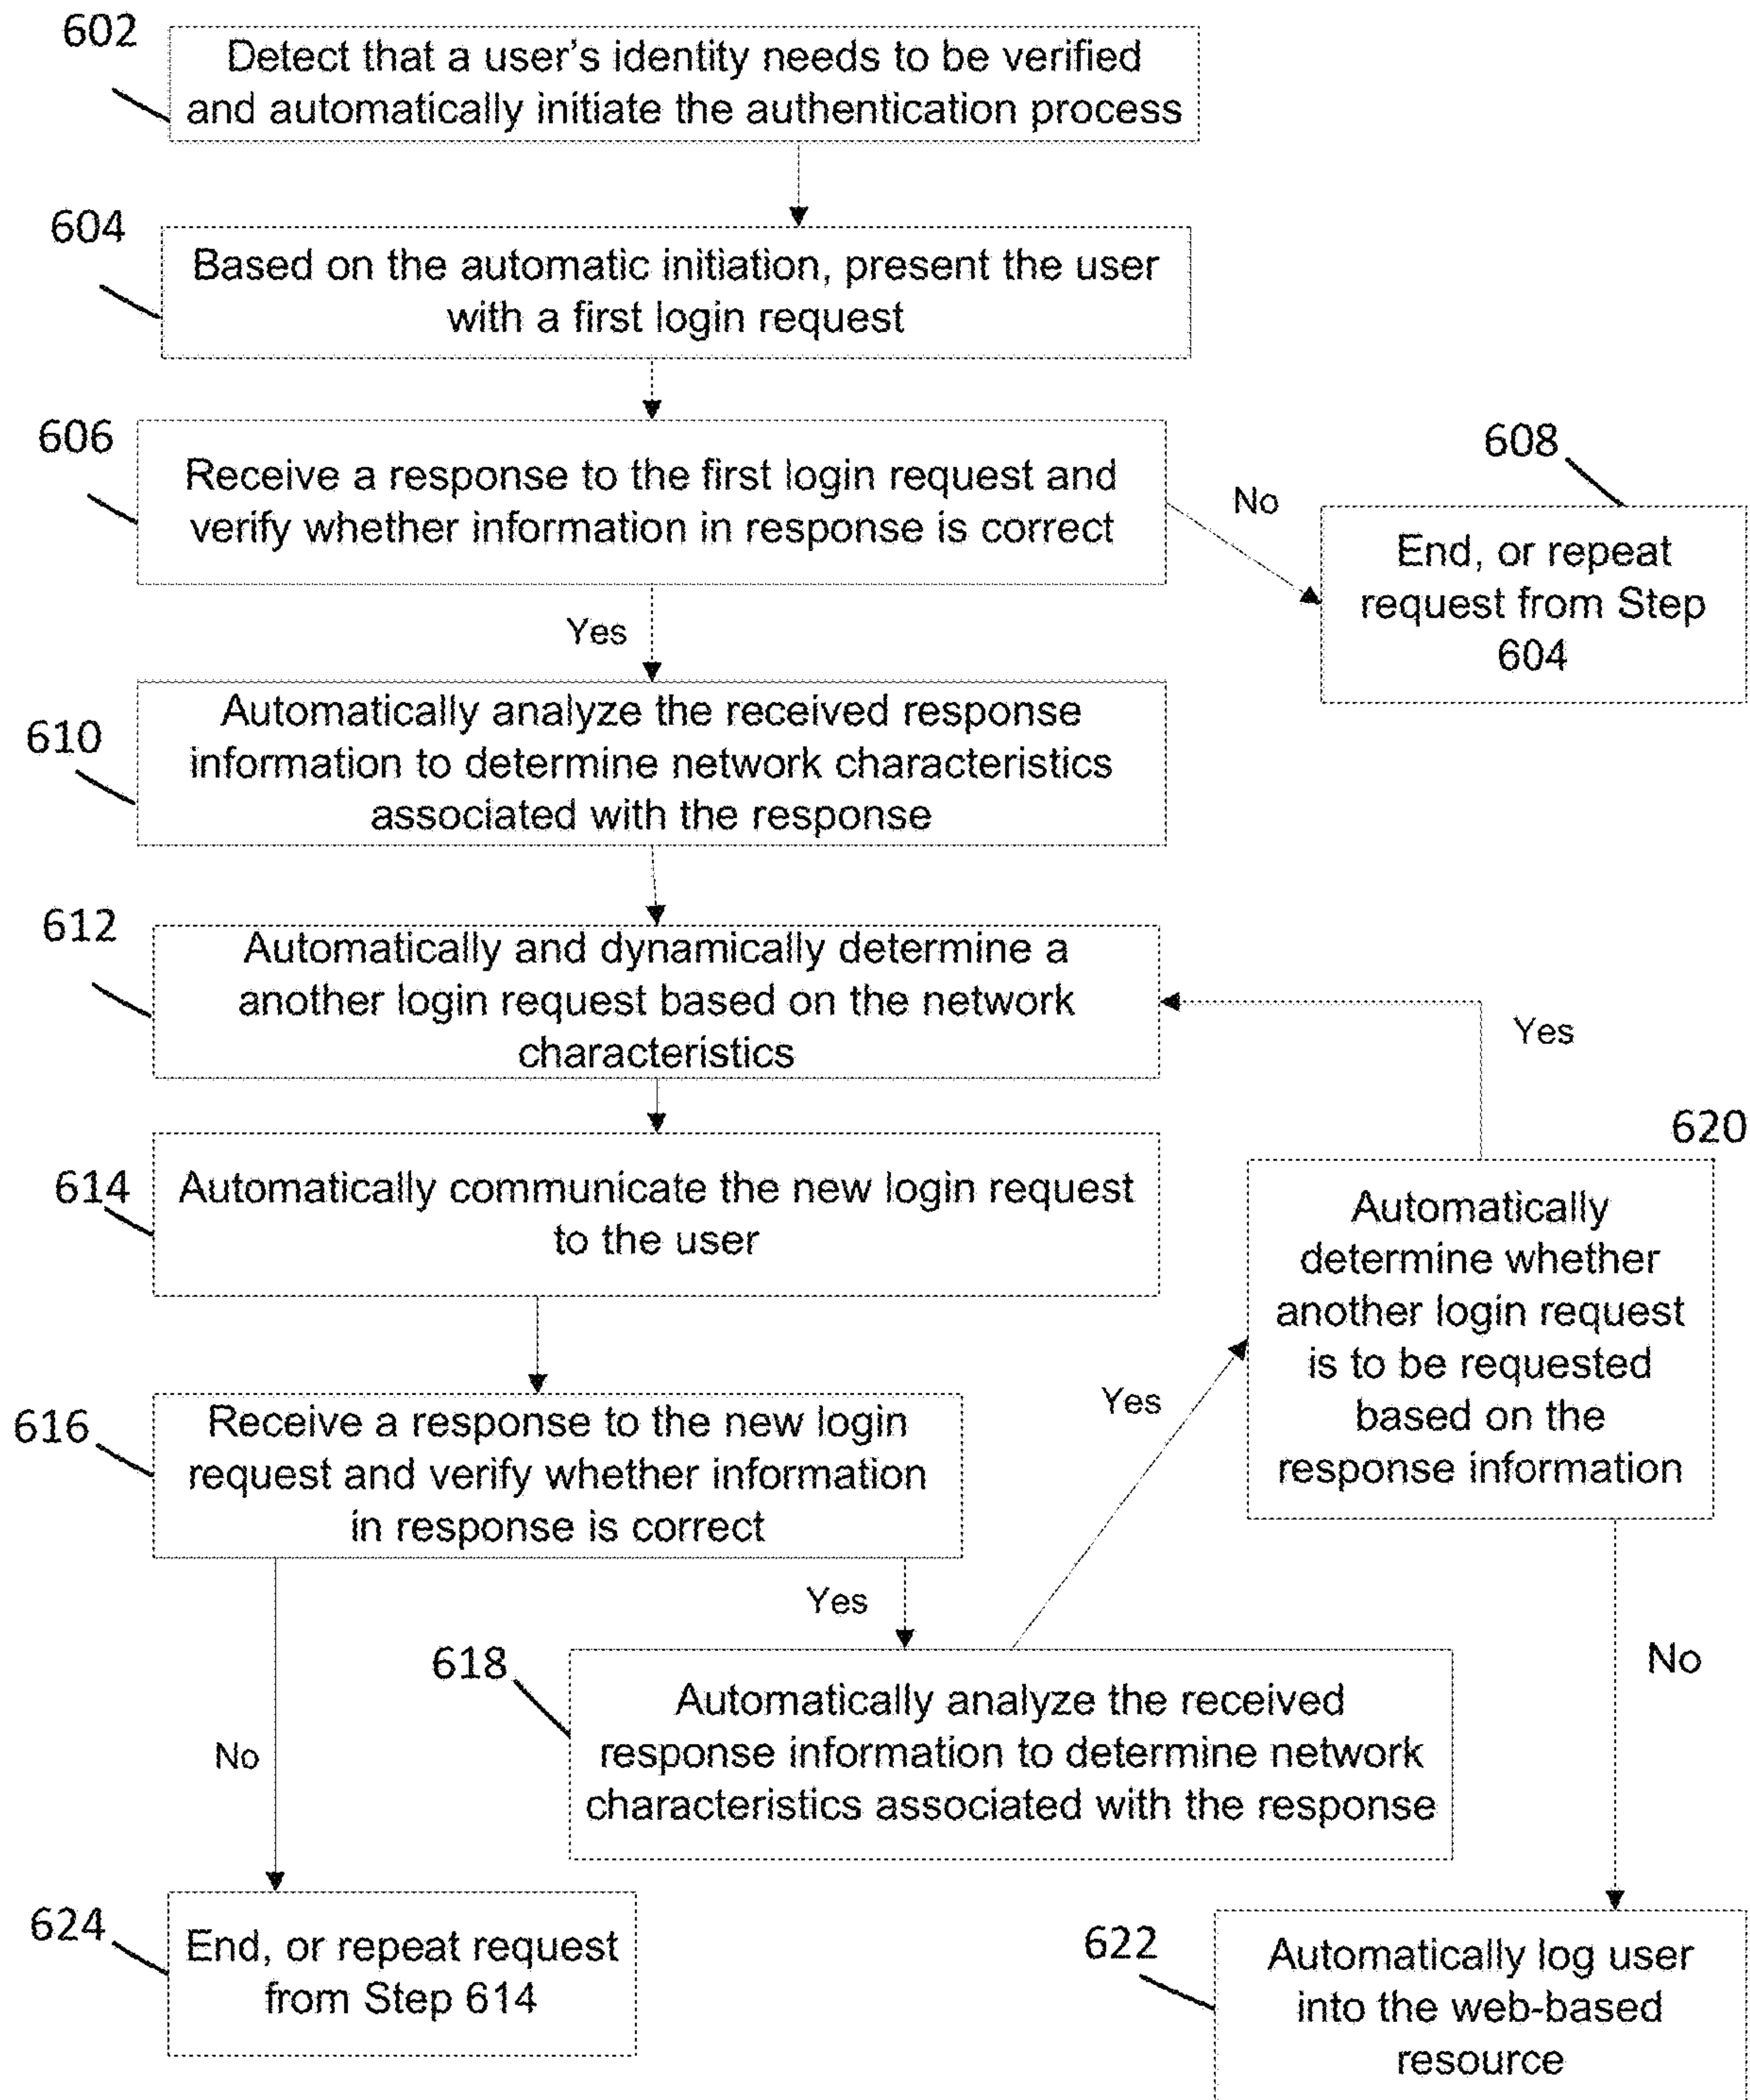 602
Detect that a user's identity needs to be verified
and automatically initiate the authentication process
604
Based on the automatic initiation, present the user
with a first login request
606
Receive a response to the first login request and
verify whether information in response is correct
No
608
End, or repeat
request from Step
604
Yes
610
Automatically analyze the received response
information to determine network characteristics
associated with the response
612
Automatically and dynamically determine a
another login request based on the network
characteristics
Yes
614
Automatically communicate the new login request
to the user
620
Automatically
determine whether
another login request
is to be requested
based on the
response information
616
Receive a response to the new login
request and verify whether information
in response is correct
Yes
Yes
No
618
Automatically analyze the received
response information to determine network
characteristics associated with the response
No
624
End, or repeat request
from Step 614
622
Automatically log user
into the web-based
resource